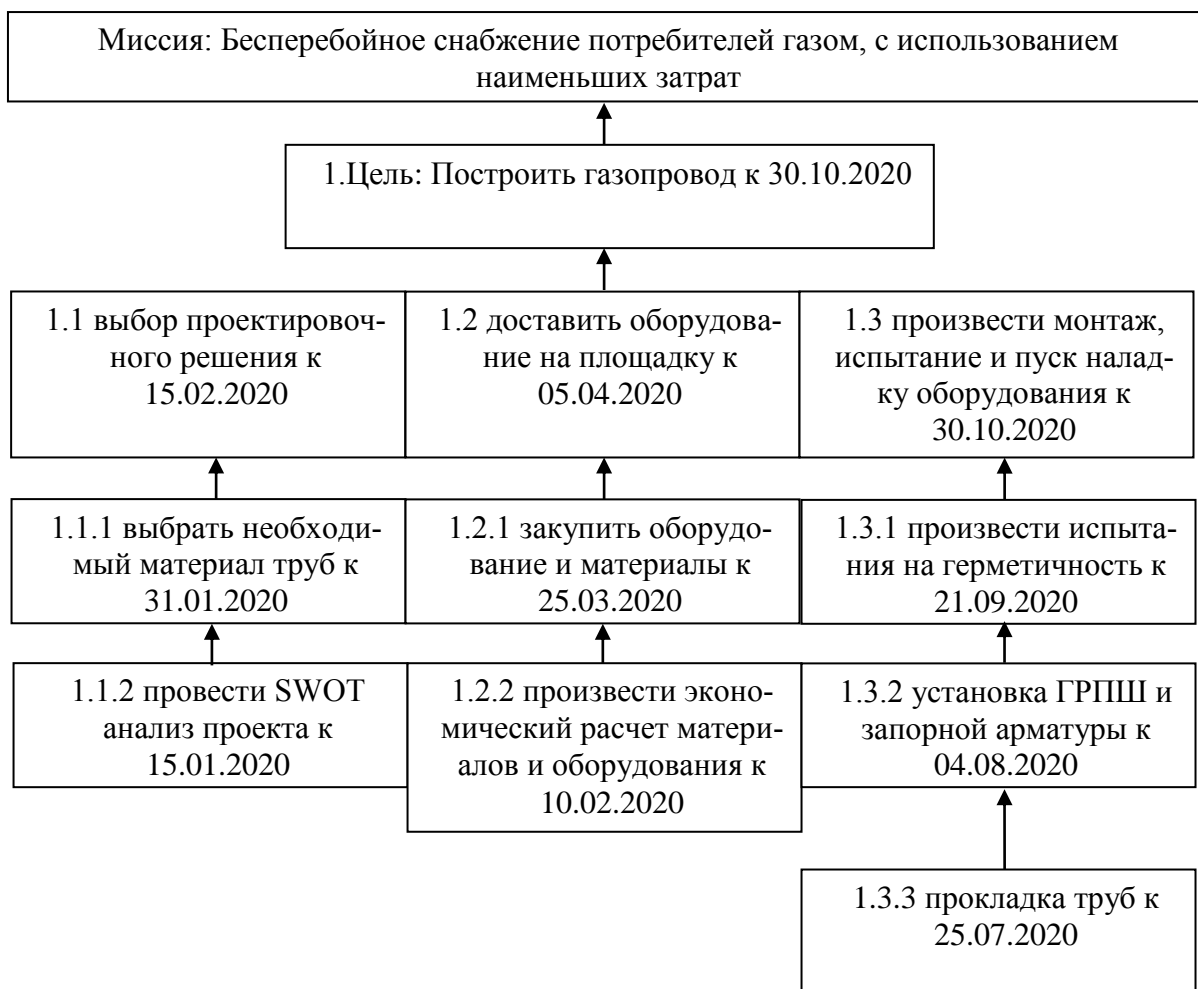 Миссия: Бесперебойное снабжение потребителей газом, с использованием
наименьших затрат
1.Цель: Построить газопровод к 30.10.2020
1.1 выбор проектировоч-
ного решения к
15.02.2020
1.2 доставить оборудова-
ние на площадку к
05.04.2020
1.3 произвести монтаж,
испытание и пуск налад-
ку оборудования к
30.10.2020
1.1.1 выбрать необходи-
мый материал труб к
31.01.2020
1.2.1 закупить оборудо-
вание и материалы к
25.03.2020
1.3.1 произвести испыта-
ния на герметичность к
21.09.2020
1.1.2 провести SWOT
анализ проекта к
15.01.2020
1.2.2 произвести эконо-
мический расчет матери-
алов и оборудования к
10.02.2020
1.3.2 установка ГРПШ и
запорной арматуры к
04.08.2020
1.3.3 прокладка труб к
25.07.2020